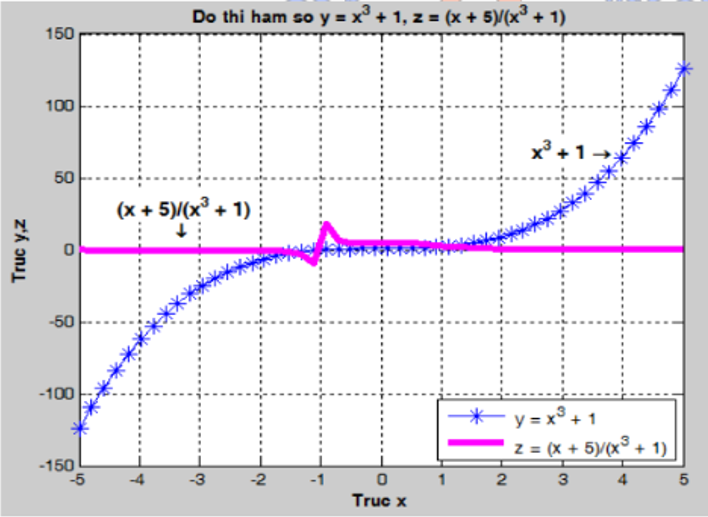 Do thi ham so y = x³ + 1, z = (x + 5)/(x³ + 1)
150
100
50
0
-50
-100
-150
Truc y,z
x³ + 1 →
(x + 5)/(x³ + 1)
↓
y = x³ + 1
z = (x + 5)/(x³ + 1)
-5 -4 -3 -2 -1 0 1 2 3 4 5
Truc x